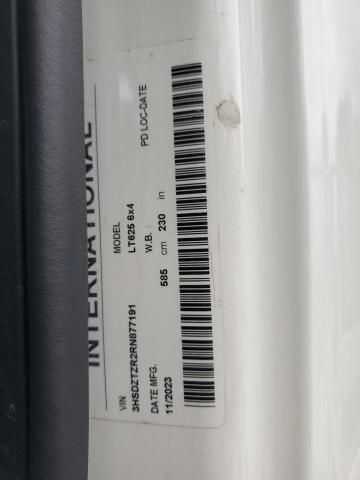 INTERNATIONAL
VIN MODEL
3HSDZTZR2RN877191 LT625 6x4
DATE MFG. W.B. PD LOC-DATE
11/2023 585 cm 230 in